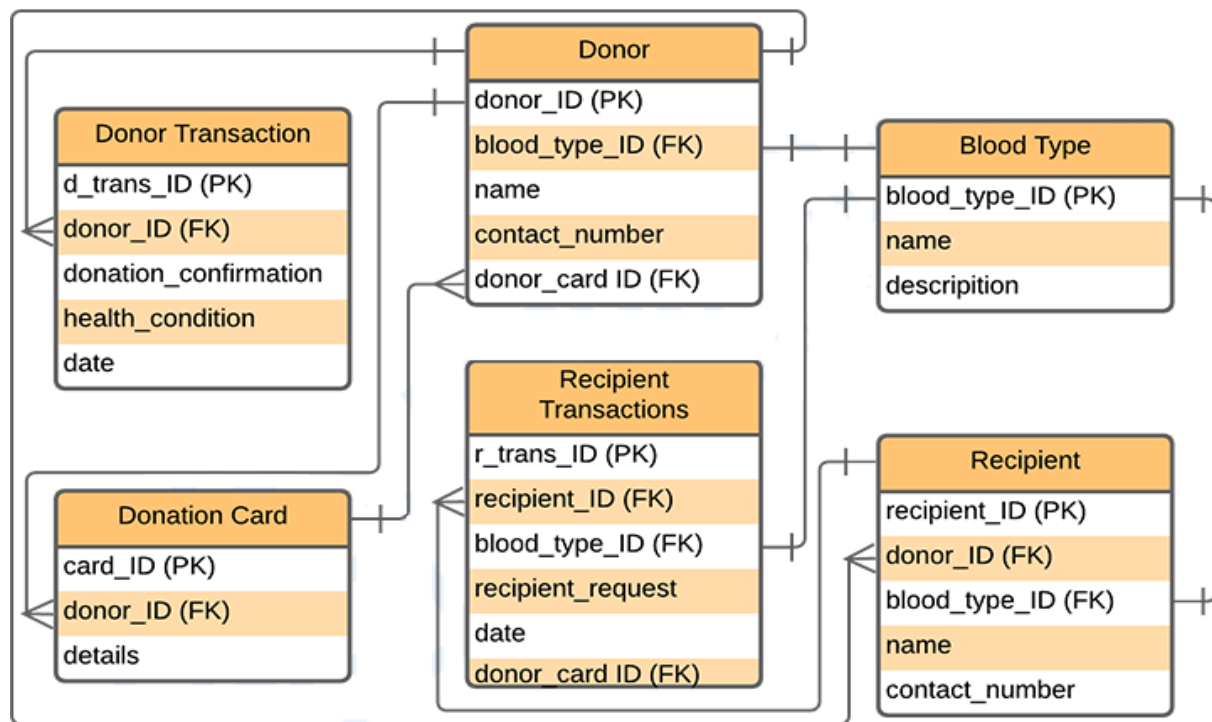 Donor
donor_ID (PK)
blood_type_ID (FK)
name
contact_number
donor_card ID (FK)
Donor Transaction
d_trans_ID (PK)
donor_ID (FK)
donation_confirmation
health_condition
date
Blood Type
blood_type_ID (PK)
name
descripition
Recipient
Transactions
r_trans_ID (PK)
recipient_ID (FK)
blood_type_ID (FK)
recipient_request
date
donor_card ID (FK)
Recipient
recipient_ID (PK)
donor_ID (FK)
blood_type_ID (FK)
name
contact_number
Donation Card
card_ID (PK)
donor_ID (FK)
details